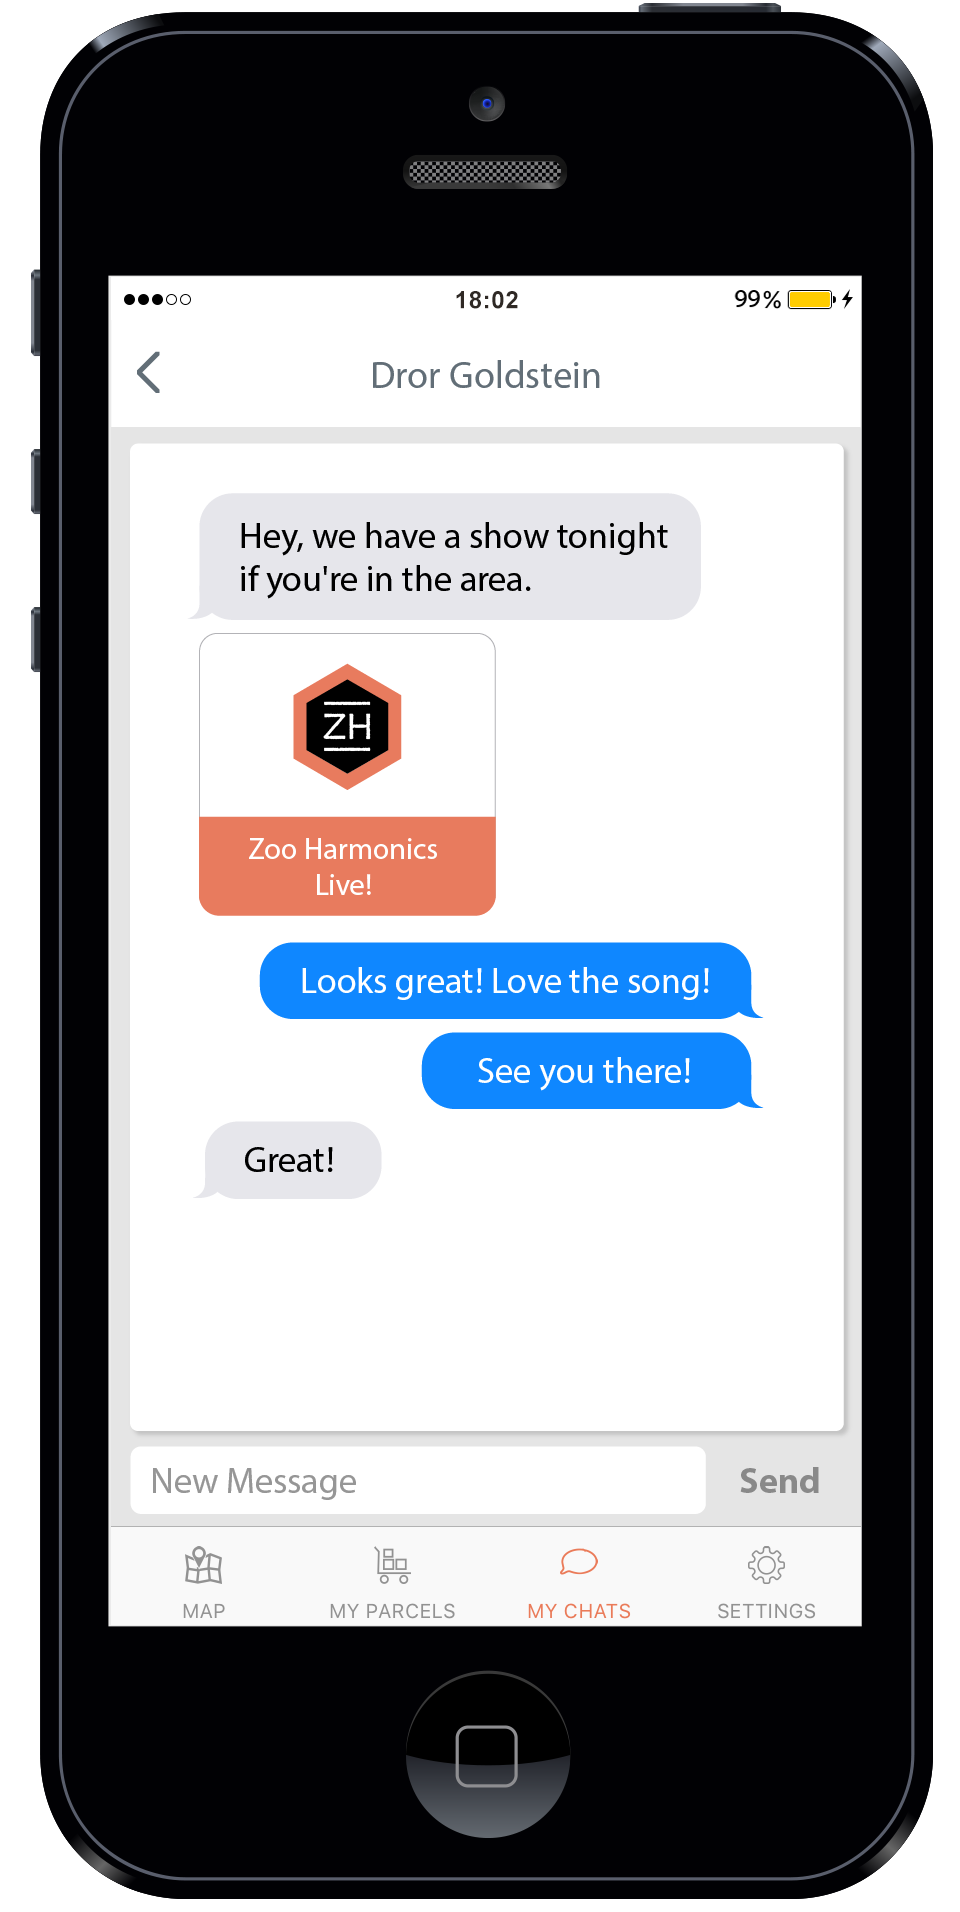 18:02
99%
Dror Goldstein
Hey, we have a show tonight
if you're in the area.
ZH
Zoo Harmonics
Live!
Looks great! Love the song!
See you there!
Great!
New Message
Send
MAP
MY PARCELS
MY CHATS
SETTINGS